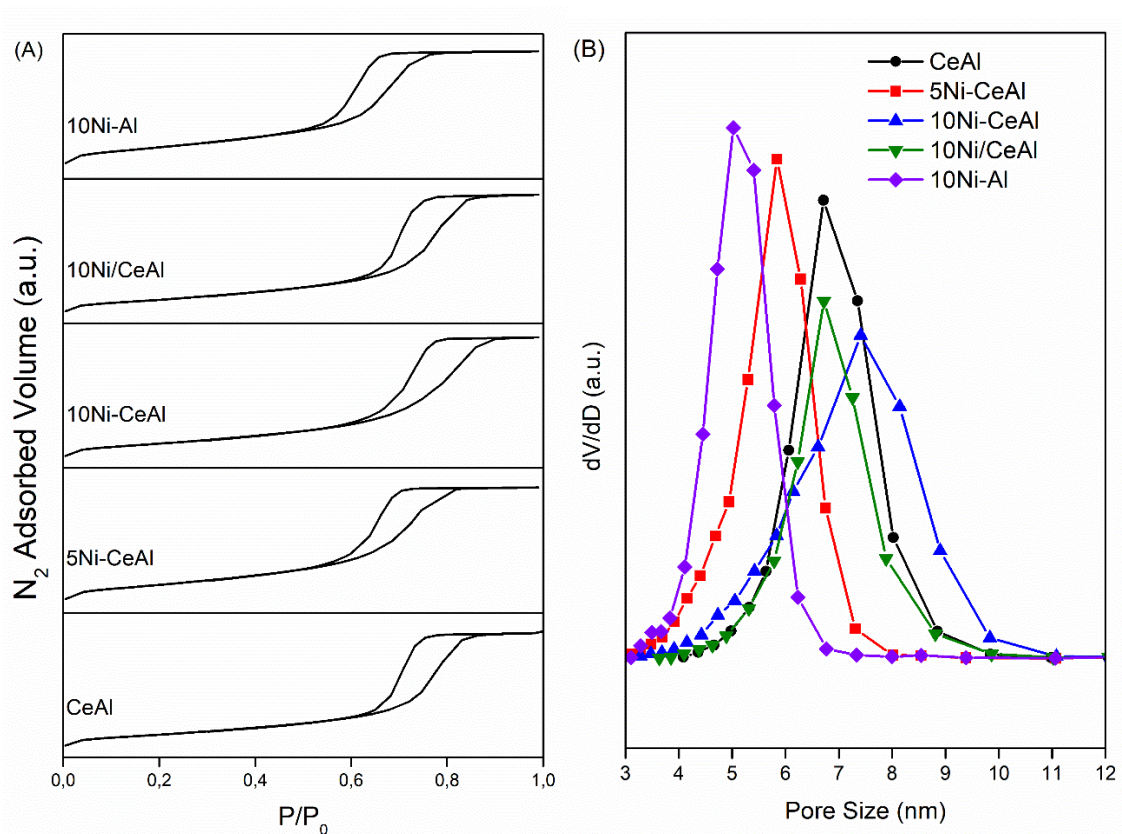 (A)
N₂ Adsorbed Volume (a.u.)
10Ni-Al
10Ni/CeAl
10Ni-CeAl
5Ni-CeAl
CeAl
0,0 0,2 0,4 0,6 0,8 1,0
P/P₀
(B)
dV/dD (a.u.)
CeAl
5Ni-CeAl
10Ni-CeAl
10Ni/CeAl
10Ni-Al
3 4 5 6 7 8 9 10 11 12
Pore Size (nm)